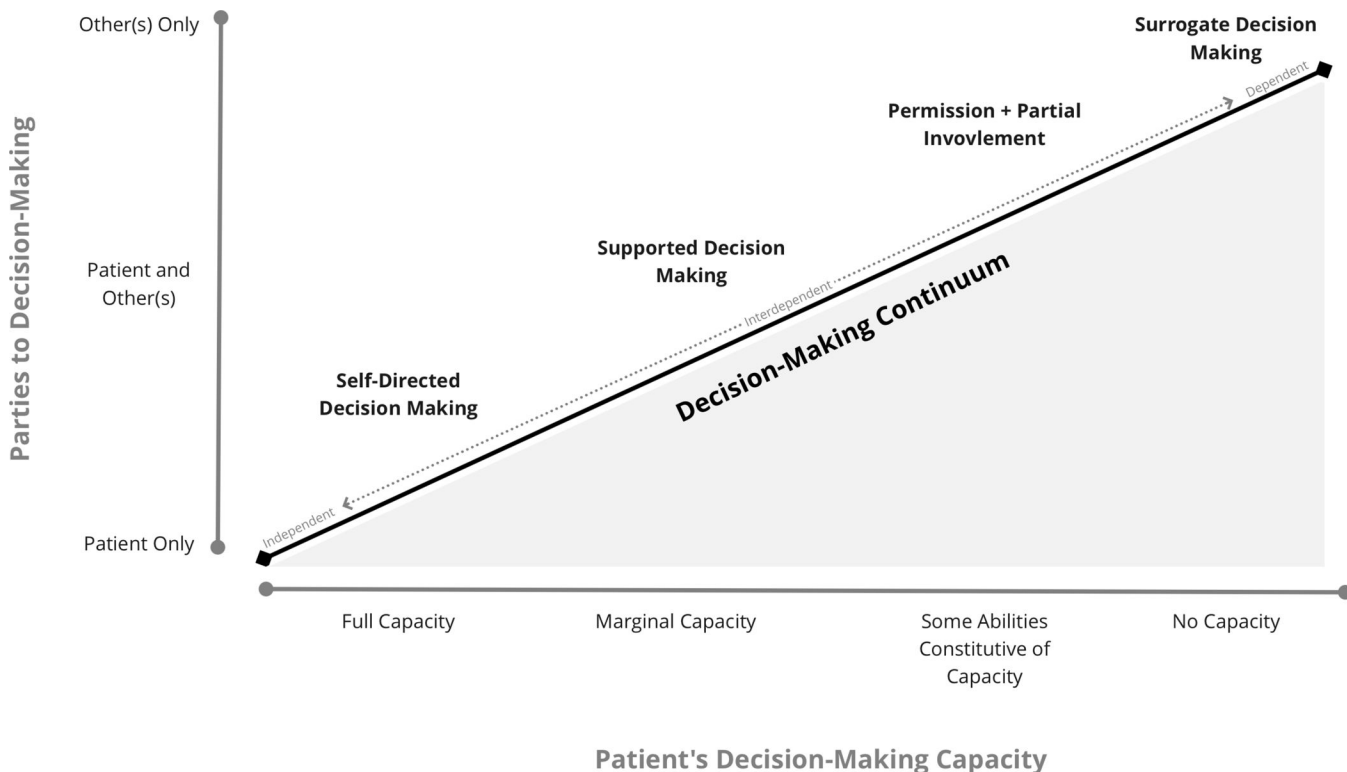 Other(s) Only
Surrogate Decision
Making
Dependent
Permission + Partial
Invovlement
Parties to Decision-Making
Patient and
Other(s)
Supported Decision
Making
Interdependent
Decision-Making Continuum
Self-Directed
Decision Making
Independent
Patient Only
Full Capacity
Marginal Capacity
Some Abilities
Constitutive of
Capacity
No Capacity
Patient's Decision-Making Capacity